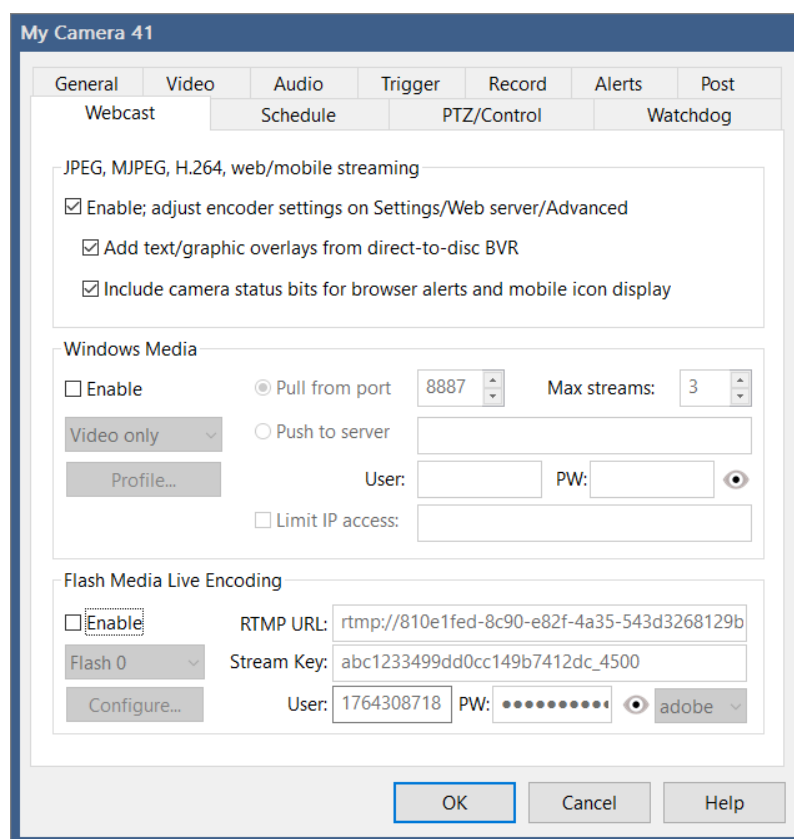 My Camera 41
General Video Audio Trigger Record Alerts Post
Webcast Schedule PTZ/Control Watchdog
JPEG, MJPEG, H.264, web/mobile streaming
Enable; adjust encoder settings on Settings/Web server/Advanced
Add text/graphic overlays from direct-to-disc BVR
Include camera status bits for browser alerts and mobile icon display
Windows Media
Enable Pull from port 8887 Max streams: 3
Video only Push to server
Profile... User: PW:
Limit IP access:
Flash Media Live Encoding
Enable RTMP URL: rtmp://810e1fed-8c90-e82f-4a35-543d3268129b
Flash 0 Stream Key: abc1233499dd0cc149b7412dc_4500
Configure... User: 1764308718 PW: ●●●●●●●●●●● adobe
OK Cancel Help